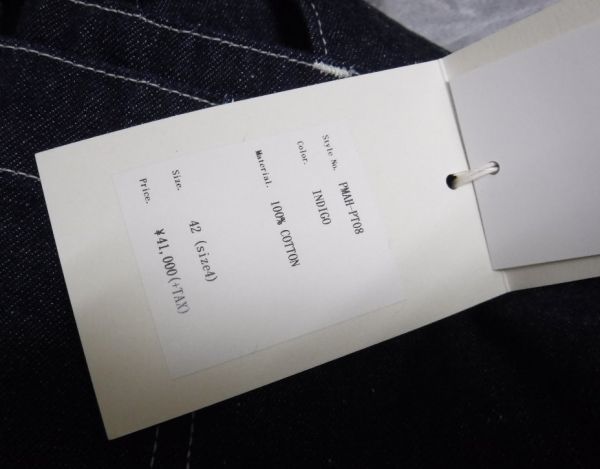 Style No. PMAH-PT08
Color. INDIGO
Material. 100% COTTON
Size. 42 (size4)
Price. ¥41,000(+TAX)